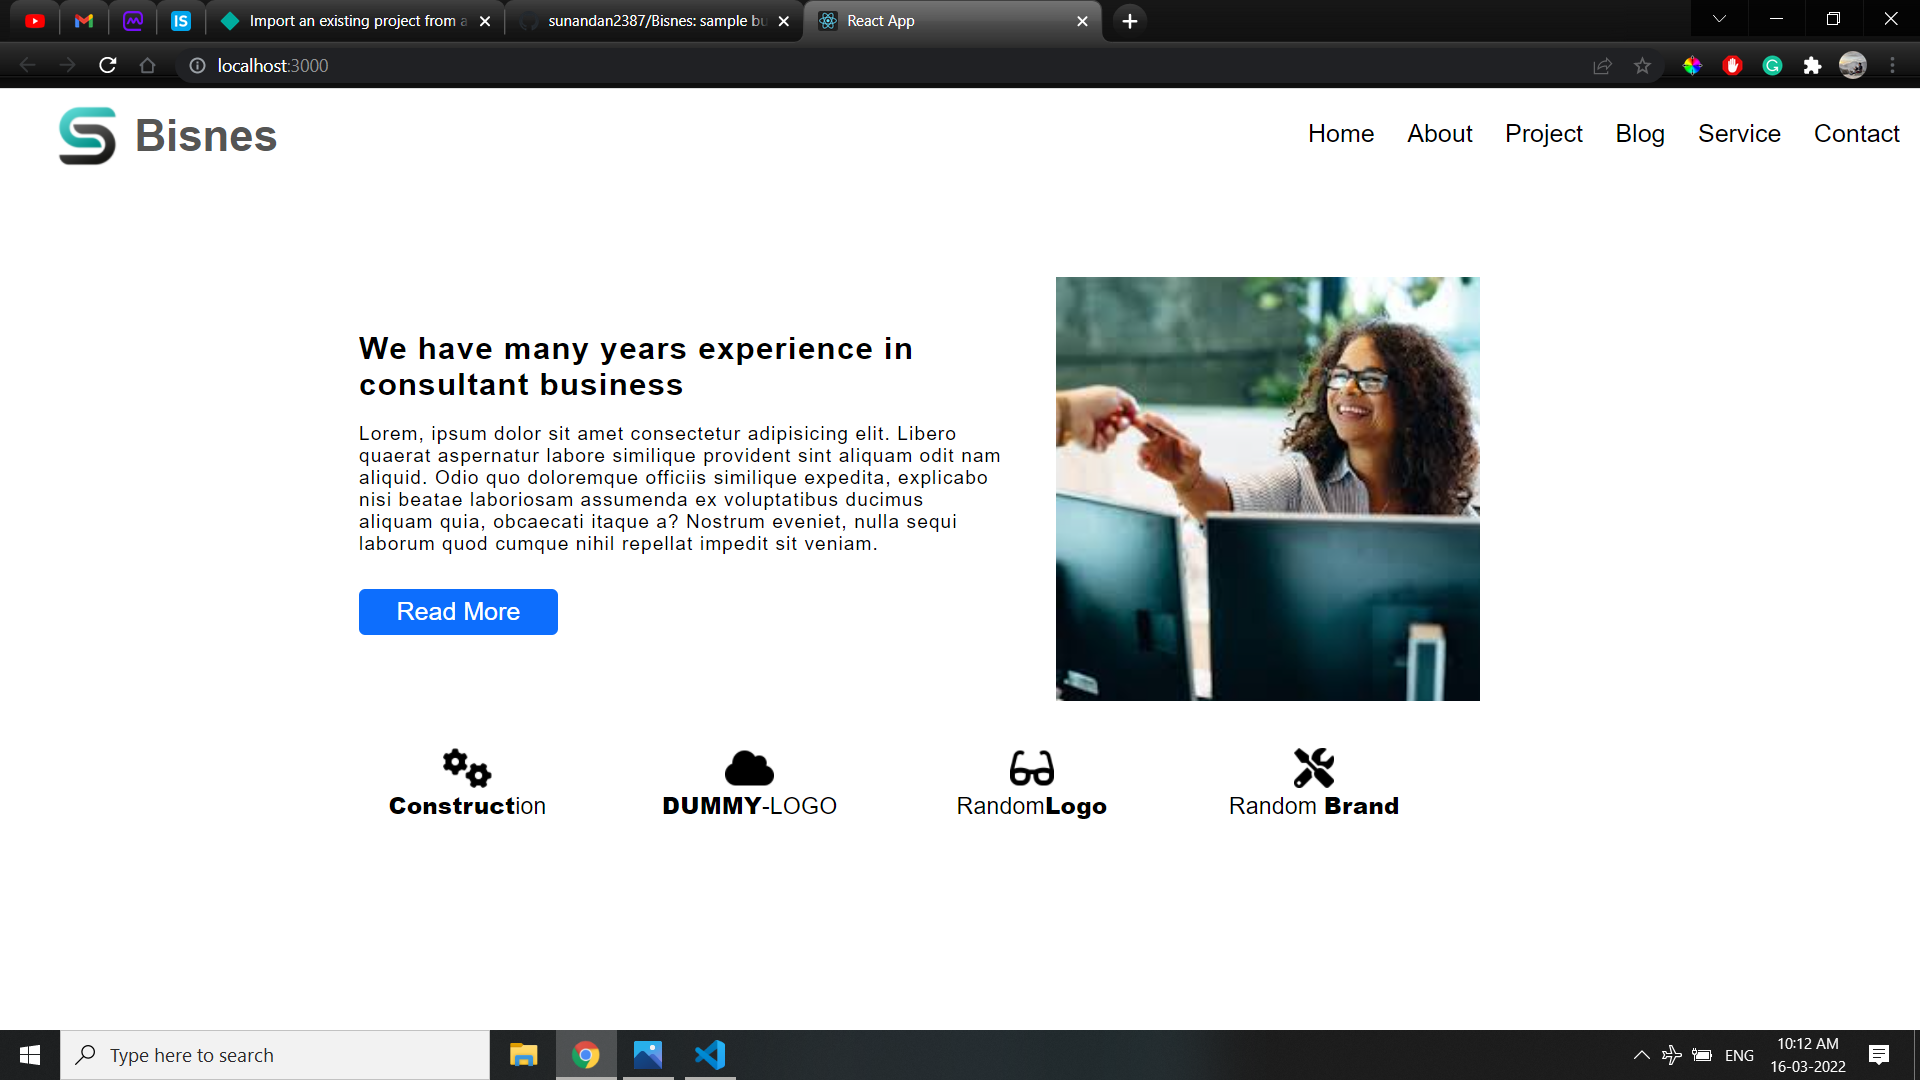 Import an existing project from a
sunandan2387/Bisnes: sample bu
React App
localhost:3000
Bisnes
Home
About
Project
Blog
Service
Contact
We have many years experience in
consultant business
Lorem, ipsum dolor sit amet consectetur adipisicing elit. Libero
quaerat aspernatur labore similique provident sint aliquam odit nam
aliquid. Odio quo doloremque officiis similique expedita, explicabo
nisi beatae laboriosam assumenda ex voluptatibus ducimus
aliquam quia, obcaecati itaque a? Nostrum eveniet, nulla sequi
laborum quod cumque nihil repellat impedit sit veniam.
Read More
Construction
DUMMY-LOGO
RandomLogo
Random Brand
Type here to search
ENG
10:12 AM
16-03-2022